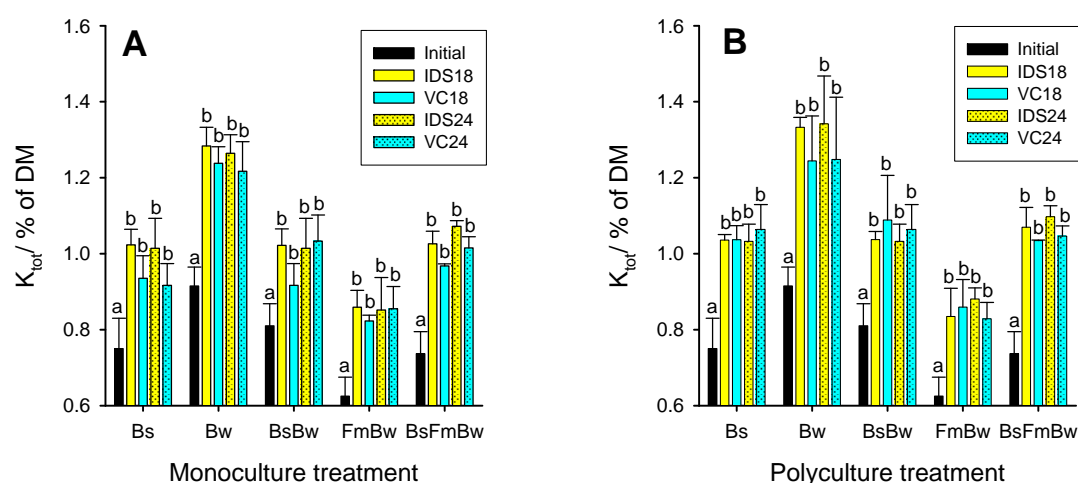 A
1.6
1.4
1.2
1.0
0.8
0.6
K_tot/ % of DM
Initial
IDS18
VC18
IDS24
VC24
a b b b b
a b b b b
a b b b b
a b b b b
a b b b b
Bs Bw BsBw FmBw BsFmBw
Monoculture treatment
B
1.6
1.4
1.2
1.0
0.8
0.6
K_tot/ % of DM
Initial
IDS18
VC18
IDS24
VC24
a b b b b
a b b b b
a b b b b
a b b b b
a b b b b
Bs Bw BsBw FmBw BsFmBw
Polyculture treatment